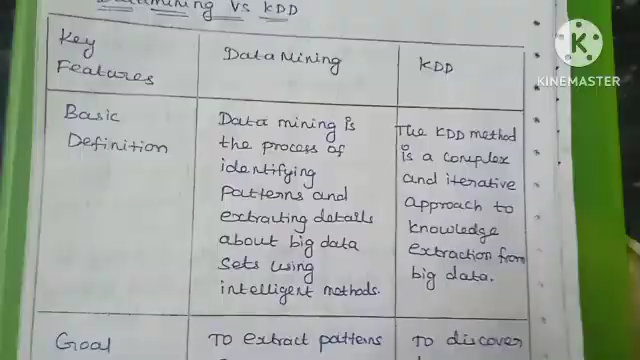 Datamining Vs KDD
KINEMASTER
Key Features
Data Mining
KDD
Basic
Definition
Data mining is
the process of
identifying
patterns and
extracting details
about big data
sets using
intelligent methods.
The KDD method
is a complex
and iterative
approach to
knowledge
extraction from
big data.
Goal
To extract patterns
To discover